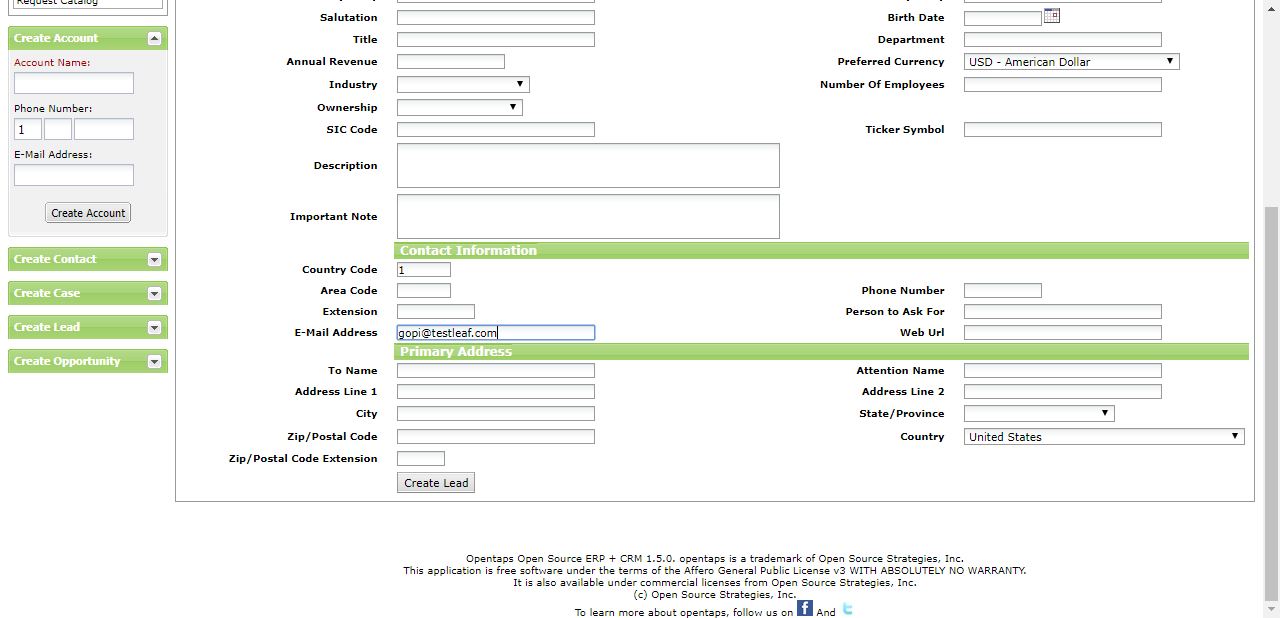 Request Catalog
Create Account
Account Name:
Phone Number:
1
E-Mail Address:
Create Account
Create Contact
Create Case
Create Lead
Create Opportunity
Salutation
Birth Date
Title
Department
Annual Revenue
Preferred Currency
USD - American Dollar
Industry
Number Of Employees
Ownership
SIC Code
Ticker Symbol
Description
Important Note
Contact Information
Country Code
1
Area Code
Phone Number
Extension
Person to Ask For
E-Mail Address
gopi@testleaf.com
Web Url
Primary Address
To Name
Attention Name
Address Line 1
Address Line 2
City
State/Province
Zip/Postal Code
Country
United States
Zip/Postal Code Extension
Create Lead
Opentaps Open Source ERP + CRM 1.5.0. opentaps is a trademark of Open Source Strategies, Inc.
This application is free software under the terms of the Affero General Public License v3 WITH ABSOLUTELY NO WARRANTY.
It is also available under commercial licenses from Open Source Strategies, Inc.
(c) Open Source Strategies, Inc.
To learn more about opentaps, follow us on f And t